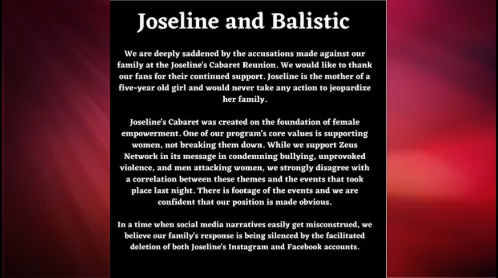 Joseline and Balistic
We are deeply saddened by the accusations made against our
family at the Joseline's Cabaret Reunion. We would like to thank
our fans for their continued support. Joseline is the mother of a
five-year old girl and would never take any action to jeopardize
her family.
Joseline's Cabaret was created on the foundation of female
empowerment. One of our program's core values is supporting
women, not breaking them down. While we support Zeus
Network in its message in condemning bullying, unprovoked
violence, and men attacking women, we strongly disagree with
a correlation between these themes and the events that took
place last night. There is footage of the events and we are
confident that our position is made obvious.
In a time when social media narratives easily get misconstrued, we
believe our family's response is being silenced by the facilitated
deletion of both Joseline's Instagram and Facebook accounts.